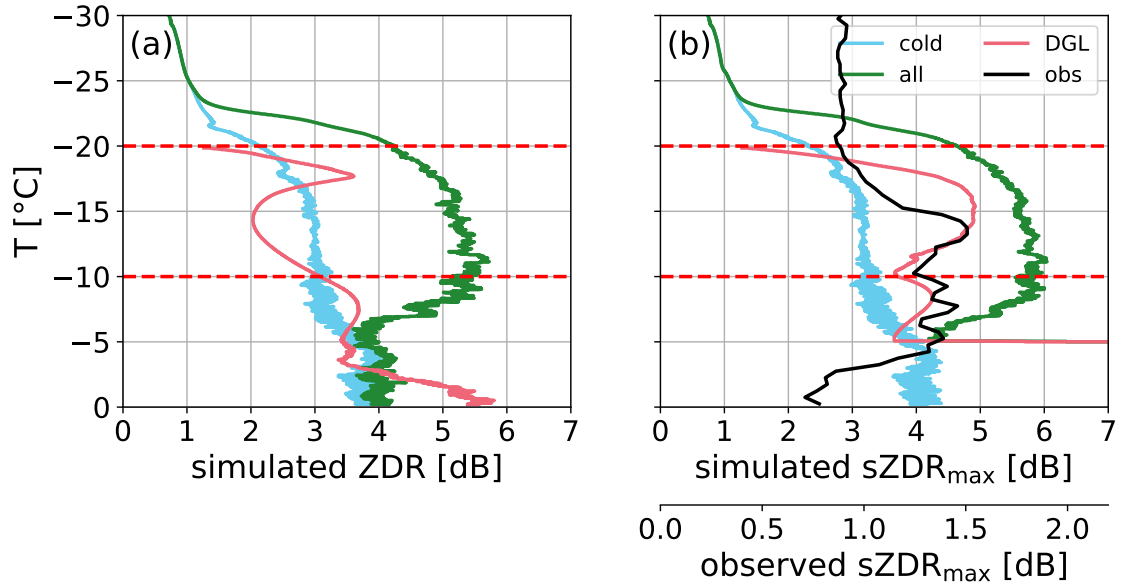 T [°C]
−30
−25
−20
−15
−10
−5
0
(a)
0 1 2 3 4 5 6 7
simulated ZDR [dB]
(b)
cold
all
DGL
obs
0 1 2 3 4 5 6 7
simulated sZDRmax [dB]
0.0 0.5 1.0 1.5 2.0
observed sZDRmax [dB]